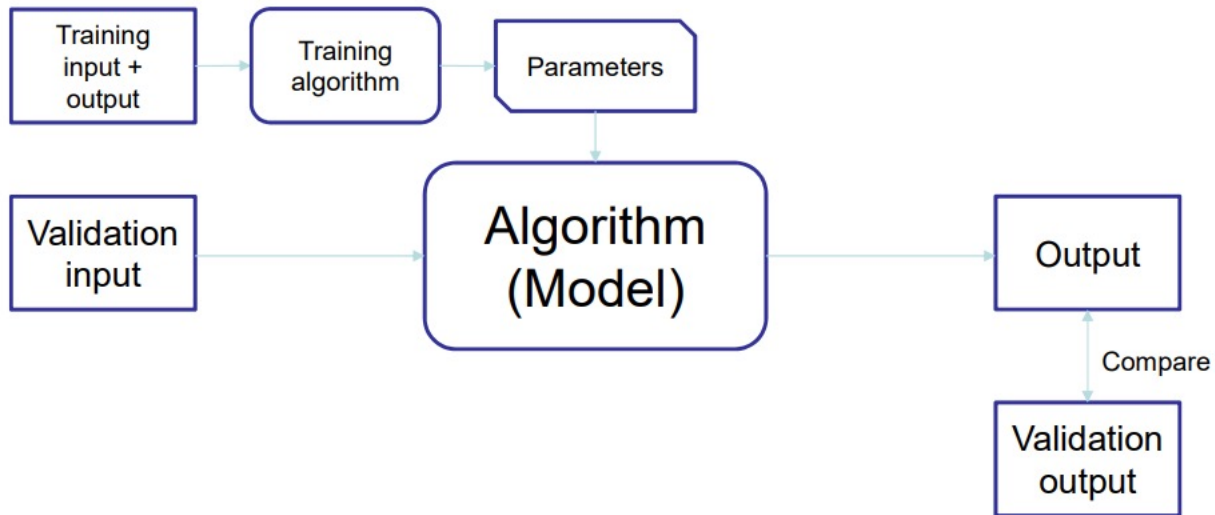 Training
input +
output
Training
algorithm
Parameters
Validation
input
Algorithm
(Model)
Output
Compare
Validation
output